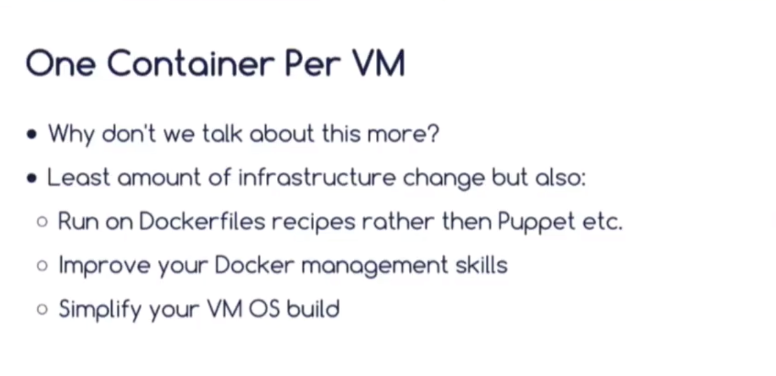 One Container Per VM
• Why don't we talk about this more?
• Least amount of infrastructure change but also:
○ Run on Dockerfiles recipes rather then Puppet etc.
○ Improve your Docker management skills
○ Simplify your VM OS build